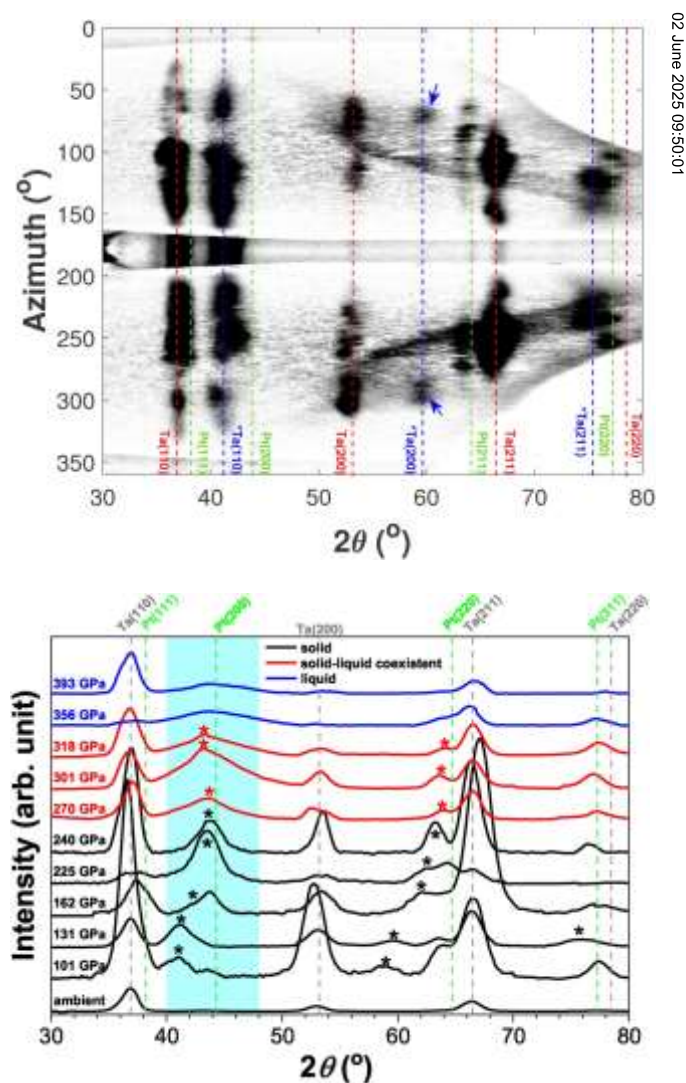 02 June 2025 09:50:01
0
50
100
150
200
250
300
350
Azimuth (°)
Ta(110)
Pt(111)
*Ta(110)
Pt(200)
Ta(200)
*Ta(200)
Pt(211)
Ta(211)
*Ta(211)
Pt(220)
Ta(220)
30 40 50 60 70 80
2θ (°)
Ta(110) Pt(111) Pt(200) Ta(200) Pt(220) Ta(211) Pt(311) Ta(220)
solid
solid-liquid coexistent
liquid
393 GPa
356 GPa
318 GPa
301 GPa
270 GPa
240 GPa
225 GPa
162 GPa
131 GPa
101 GPa
ambient
Intensity (arb. unit)
30 40 50 60 70 80
2θ (°)